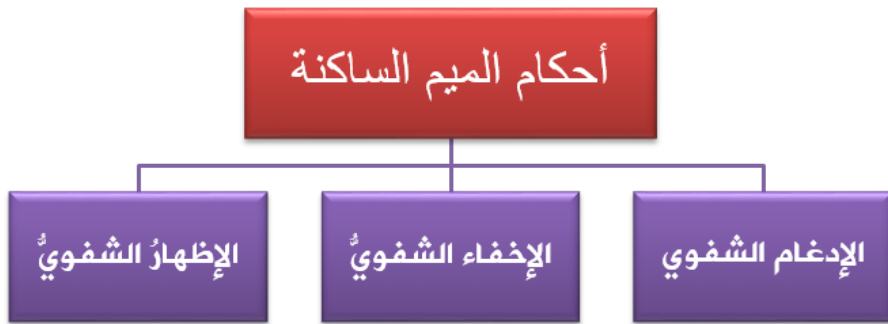 أحكام الميم الساكنة
الإدغام الشفوي
الإخفاء الشفويُّ
الإظهارُ الشفويُّ